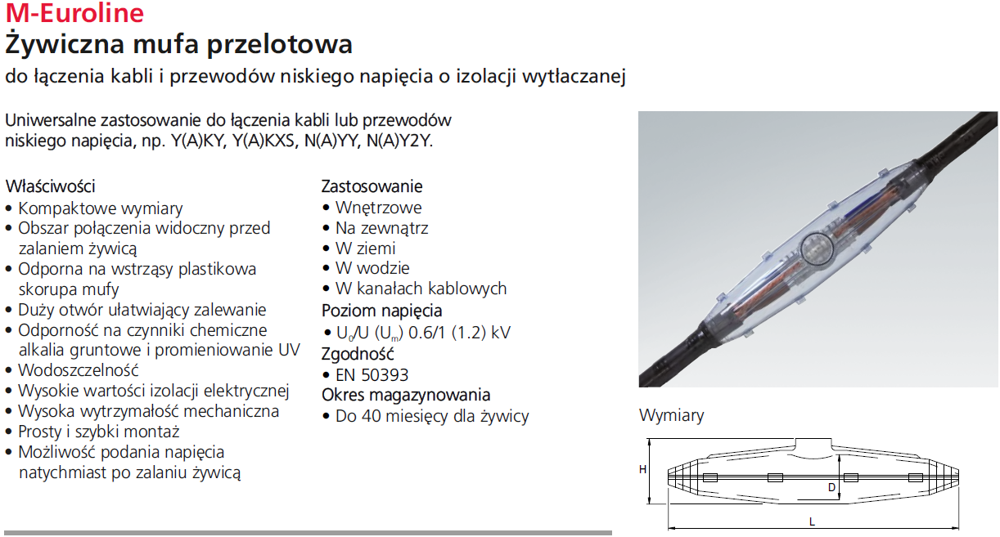 M-Euroline
Żywiczna mufa przelotowa
do łączenia kabli i przewodów niskiego napięcia o izolacji wytłaczanej
Uniwersalne zastosowanie do łączenia kabli lub przewodów
niskiego napięcia, np. Y(A)KY, Y(A)KXS, N(A)YY, N(A)Y2Y.
Właściwości
• Kompaktowe wymiary
• Obszar połączenia widoczny przed
zalaniem żywicą
• Odporna na wstrząsy plastikowa
skorupa mufy
• Duży otwór ułatwiający zalewanie
• Odporność na czynniki chemiczne
alkalia gruntowe i promieniowanie UV
• Wodoszczelność
• Wysokie wartości izolacji elektrycznej
• Wysoka wytrzymałość mechaniczna
• Prosty i szybki montaż
• Możliwość podania napięcia
natychmiast po zalaniu żywicą
Zastosowanie
• Wnętrzowe
• Na zewnątrz
• W ziemi
• W wodzie
• W kanałach kablowych
Poziom napięcia
• U₀/U (Uₘ) 0.6/1 (1.2) kV
Zgodność
• EN 50393
Okres magazynowania
• Do 40 miesięcy dla żywicy
Wymiary
H
D
L